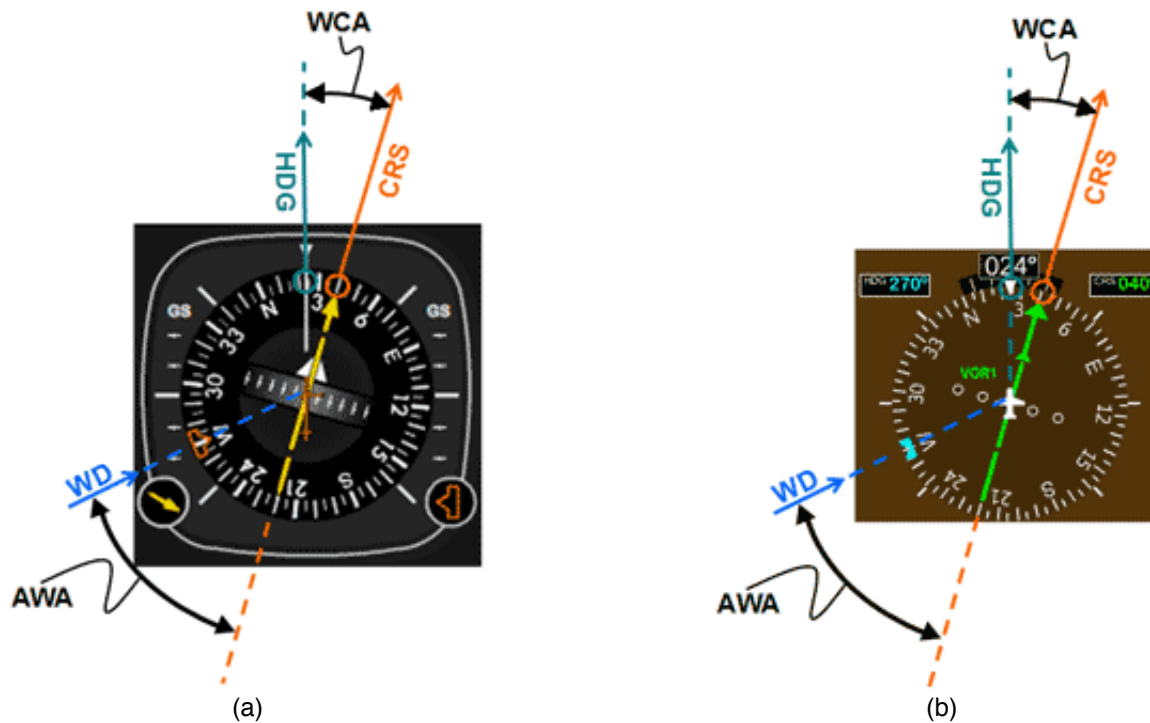 WCA
HDG
CRS
GS
GS
N
3
6
E
12
15
S
21
24
W
30
33
WD
AWA
(a)
WCA
HDG
CRS
024°
HDG 270°
CRS 040°
N
3
6
E
12
15
S
21
24
W
30
33
VOR1
WD
AWA
(b)